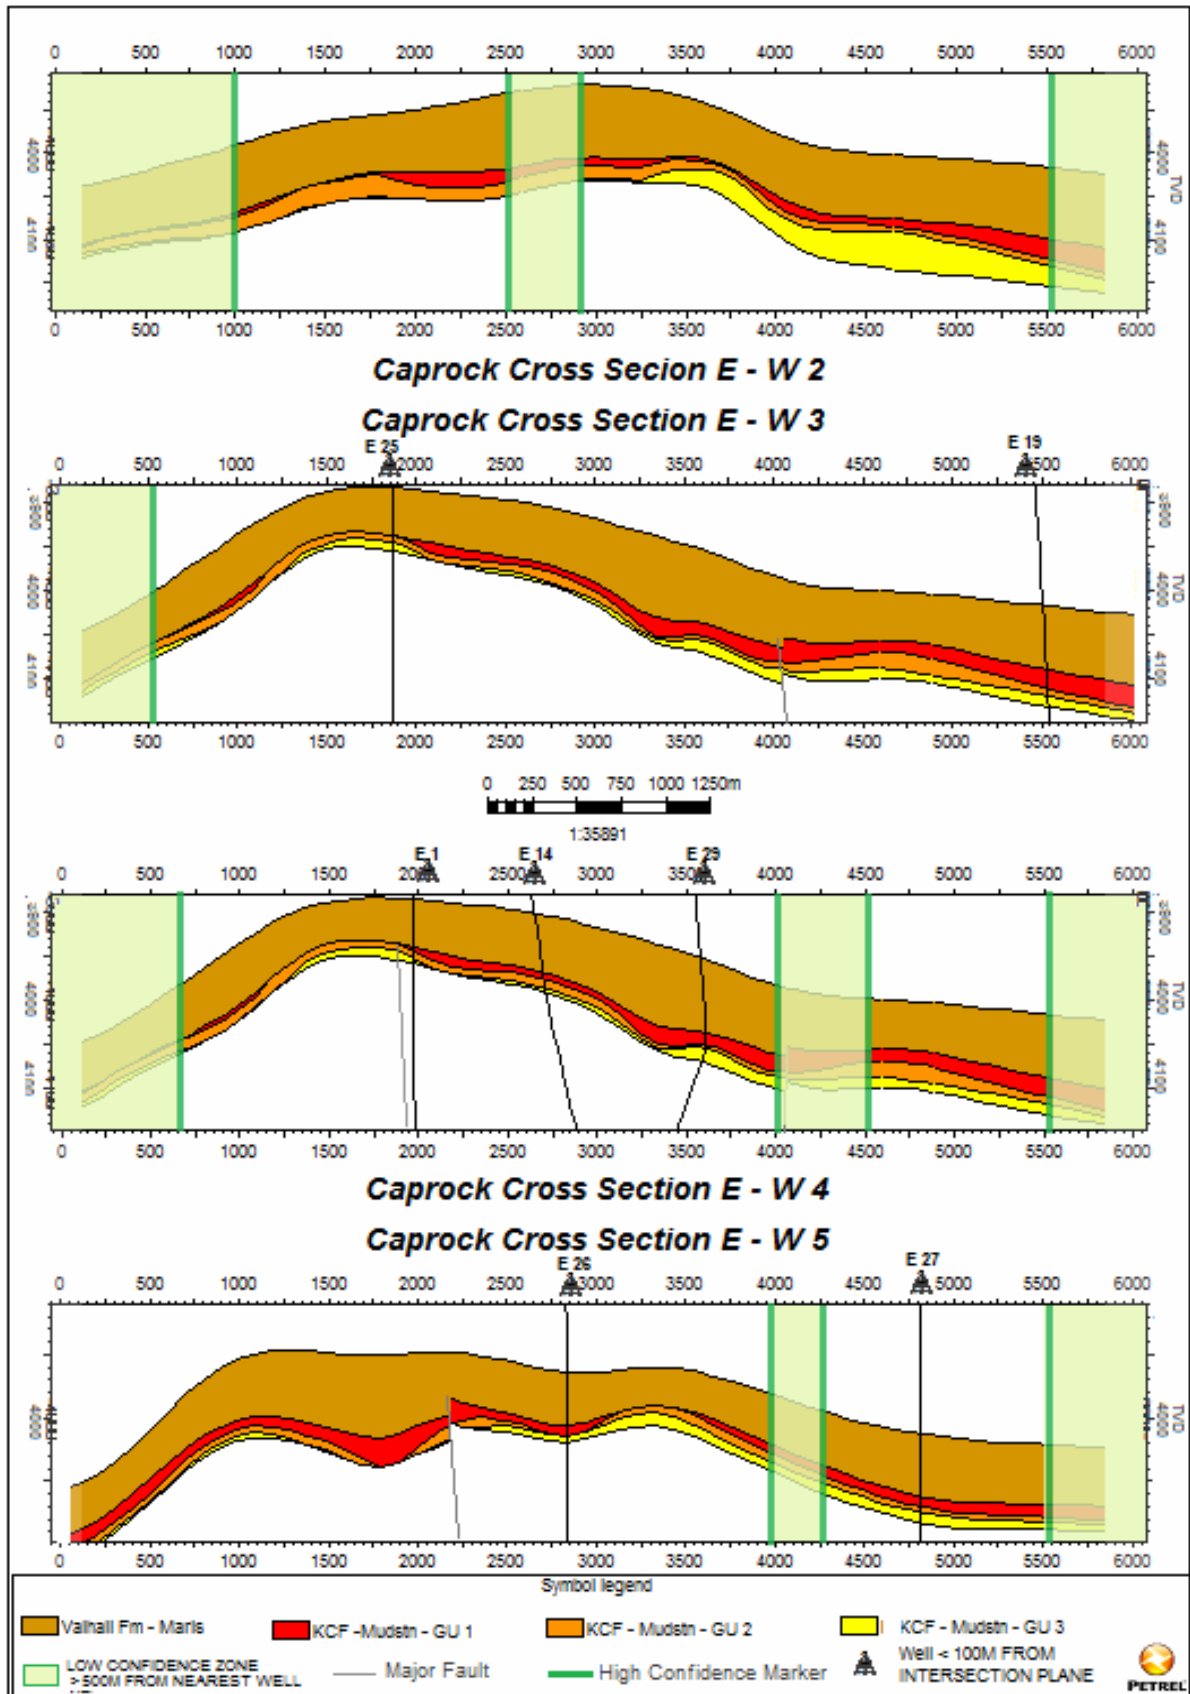 0 500 1000 1500 2000 2500 3000 3500 4000 4500 5000 5500 6000
4000 4000
4100 4100
TVD
0 500 1000 1500 2000 2500 3000 3500 4000 4500 5000 5500 6000
Caprock Cross Secion E - W 2
Caprock Cross Section E - W 3
E 25 E 19
0 500 1000 1500 2000 2500 3000 3500 4000 4500 5000 5500 6000
4000 4000
4100 4100
TVD
0 500 1000 1500 2000 2500 3000 3500 4000 4500 5000 5500 6000
0 250 500 750 1000 1250m
1:35891
E 1 E 14 E 29
0 500 1000 1500 2500 3000 4000 4500 5000 5500 6000
4000 4000
4100 4100
TVD
0 500 1000 1500 2000 2500 3000 3500 4000 4500 5000 5500 6000
Caprock Cross Section E - W 4
Caprock Cross Section E - W 5
E 26 E 27
0 500 1000 1500 2000 2500 3000 3500 4000 4500 5000 5500 6000
4000 4000
TVD
0 500 1000 1500 2000 2500 3000 3500 4000 4500 5000 5500 6000
Symbol legend
Valhall Fm - Marls KCF -Mudstn - GU 1 KCF - Mudstn - GU 2 KCF - Mudstn - GU 3
LOW CONFIDENCE ZONE Major Fault High Confidence Marker Well < 100M FROM
> 500M FROM NEAREST WELL INTERSECTION PLANE
PETREL